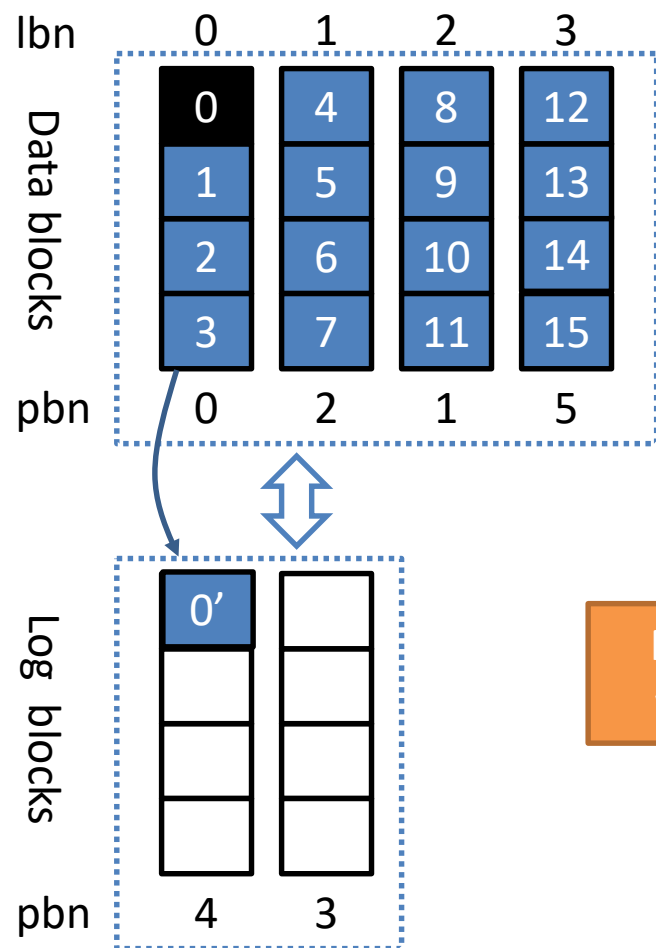 lbn 0 1 2 3
Data blocks
0 4 8 12
1 5 9 13
2 6 10 14
3 7 11 15
pbn 0 2 1 5
Log blocks
0’
pbn 4 3